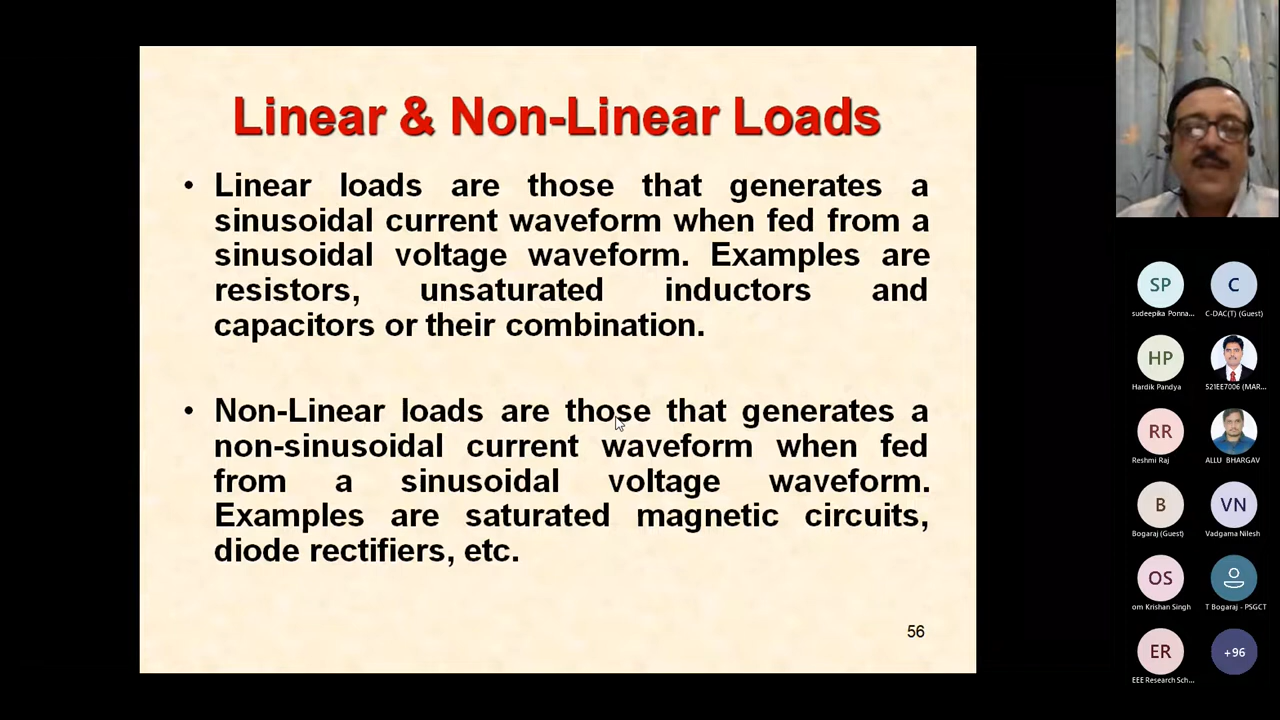 Linear & Non-Linear Loads
• Linear loads are those that generates a
sinusoidal current waveform when fed from a
sinusoidal voltage waveform. Examples are
resistors, unsaturated inductors and
capacitors or their combination.
• Non-Linear loads are those that generates a
non-sinusoidal current waveform when fed
from a sinusoidal voltage waveform.
Examples are saturated magnetic circuits,
diode rectifiers, etc.
56
SP
C
sudeepika Ponna...
C-DAC(T) (Guest)
HP
Hardik Pandya
521EE7006 (MAR...
RR
Reshmi Raj
ALLU BHARGAV
B
VN
Bogaraj (Guest)
Vadgama Nilesh
OS
om Krishan Singh
T Bogaraj - PSGCT
ER
+96
EEE Research Sch...